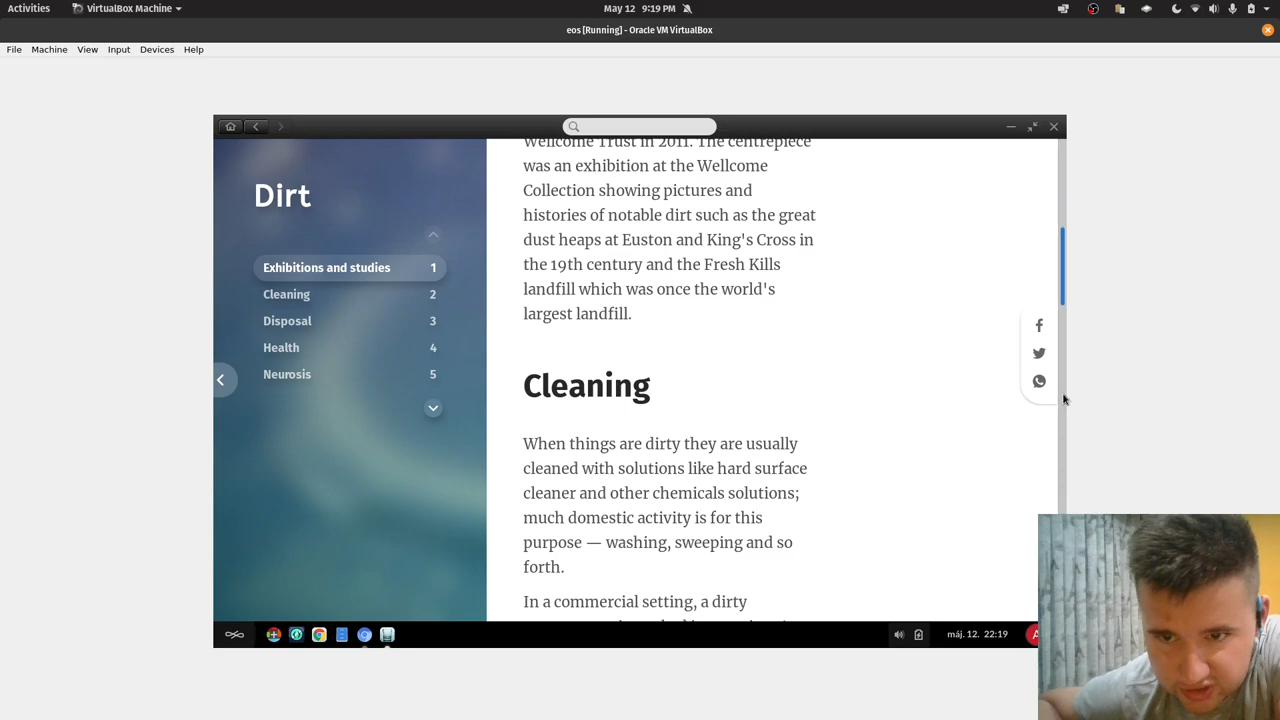 Activities
VirtualBox Machine
May 12 9:19 PM
eos [Running] - Oracle VM VirtualBox
File Machine View Input Devices Help
Dirt
Exhibitions and studies 1
Cleaning 2
Disposal 3
Health 4
Neurosis 5
Wellcome Trust in 2011. The centrepiece
was an exhibition at the Wellcome
Collection showing pictures and
histories of notable dirt such as the great
dust heaps at Euston and King's Cross in
the 19th century and the Fresh Kills
landfill which was once the world's
largest landfill.
Cleaning
When things are dirty they are usually
cleaned with solutions like hard surface
cleaner and other chemicals solutions;
much domestic activity is for this
purpose — washing, sweeping and so
forth.
In a commercial setting, a dirty
máj. 12. 22:19